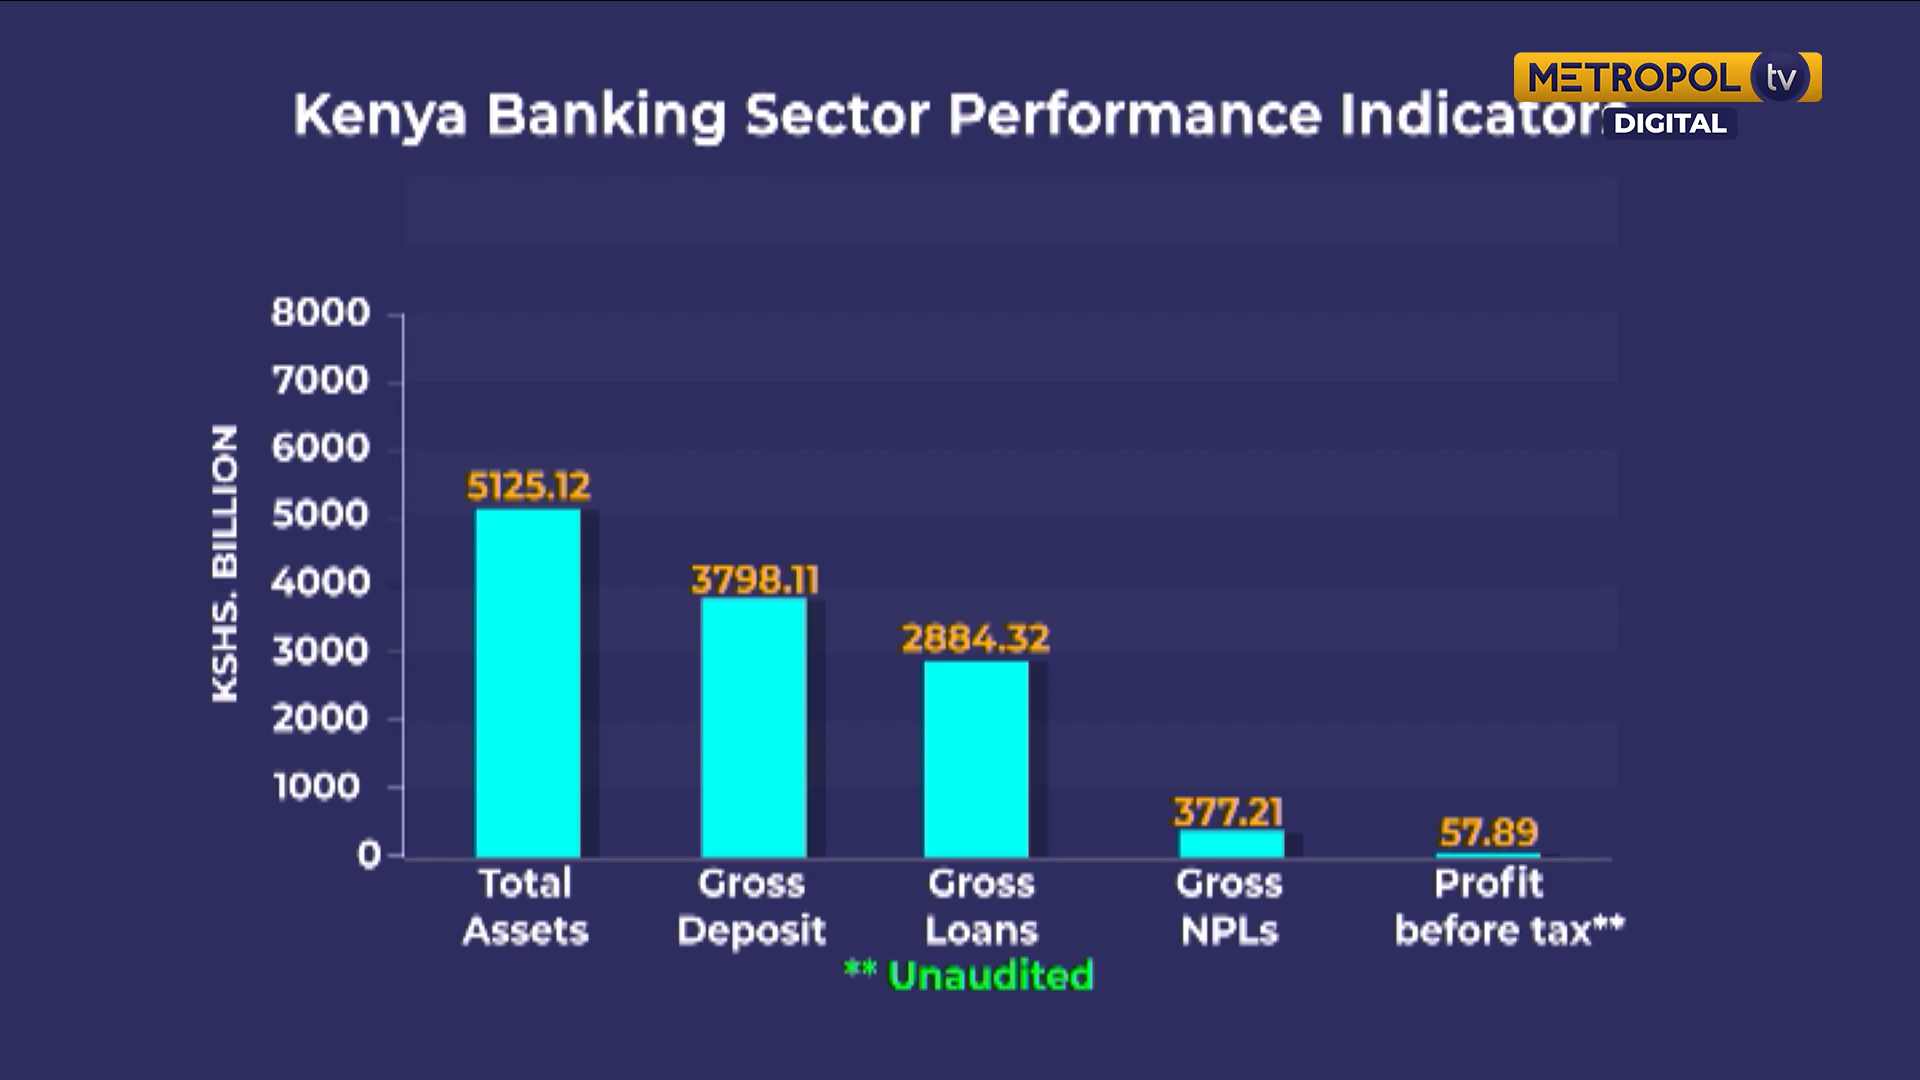 METROPOL tv
DIGITAL
Kenya Banking Sector Performance Indicators
KSHS. BILLION
8000
7000
6000
5000
4000
3000
2000
1000
0
5125.12
3798.11
2884.32
377.21
57.89
Total Assets
Gross Deposit
Gross Loans
Gross NPLs
Profit before tax**
** Unaudited